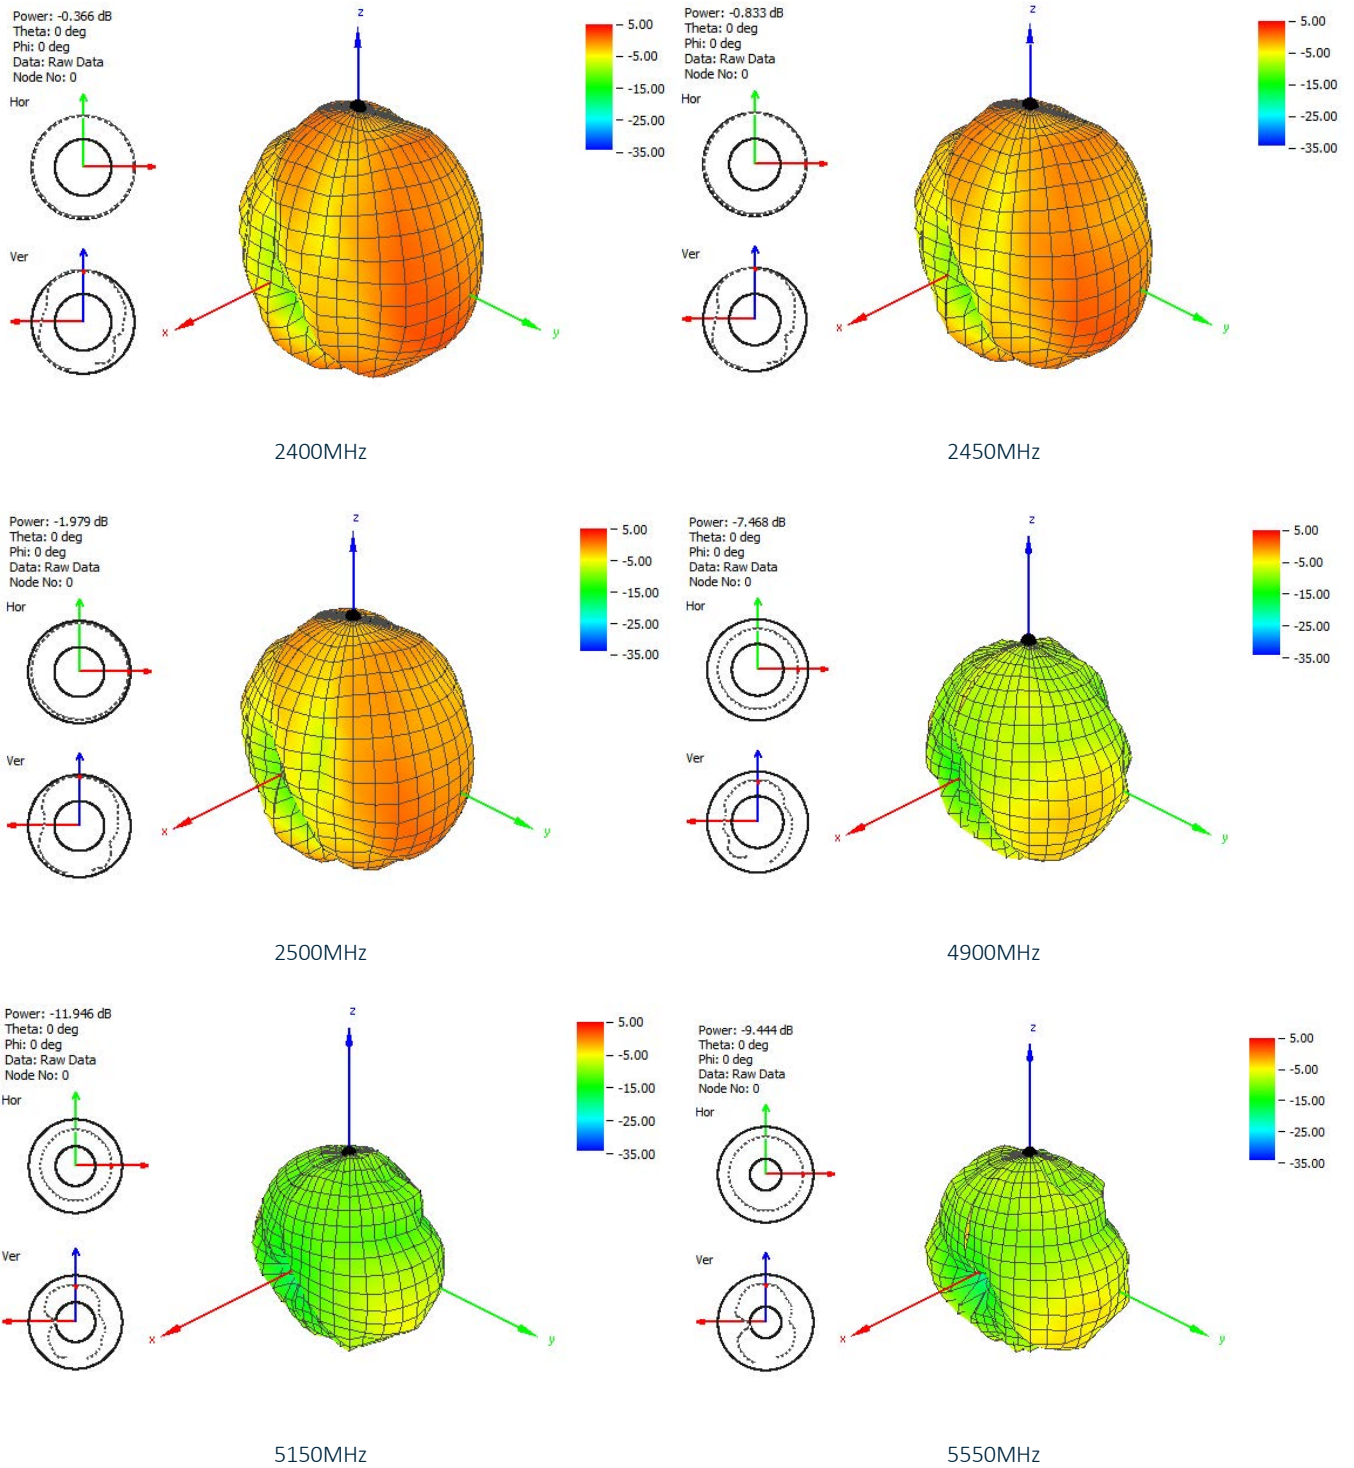 Power: -0.366 dB
Theta: 0 deg
Phi: 0 deg
Data: Raw Data
Node No: 0
Hor
Ver
z
x
y
5.00
-5.00
-15.00
-25.00
-35.00
2400MHz
Power: -0.833 dB
Theta: 0 deg
Phi: 0 deg
Data: Raw Data
Node No: 0
Hor
Ver
z
x
y
5.00
-5.00
-15.00
-25.00
-35.00
2450MHz
Power: -1.979 dB
Theta: 0 deg
Phi: 0 deg
Data: Raw Data
Node No: 0
Hor
Ver
z
x
y
5.00
-5.00
-15.00
-25.00
-35.00
2500MHz
Power: -7.468 dB
Theta: 0 deg
Phi: 0 deg
Data: Raw Data
Node No: 0
Hor
Ver
z
x
y
5.00
-5.00
-15.00
-25.00
-35.00
4900MHz
Power: -11.946 dB
Theta: 0 deg
Phi: 0 deg
Data: Raw Data
Node No: 0
Hor
Ver
z
x
y
5.00
-5.00
-15.00
-25.00
-35.00
5150MHz
Power: -9.444 dB
Theta: 0 deg
Phi: 0 deg
Data: Raw Data
Node No: 0
Hor
Ver
z
x
y
5.00
-5.00
-15.00
-25.00
-35.00
5550MHz